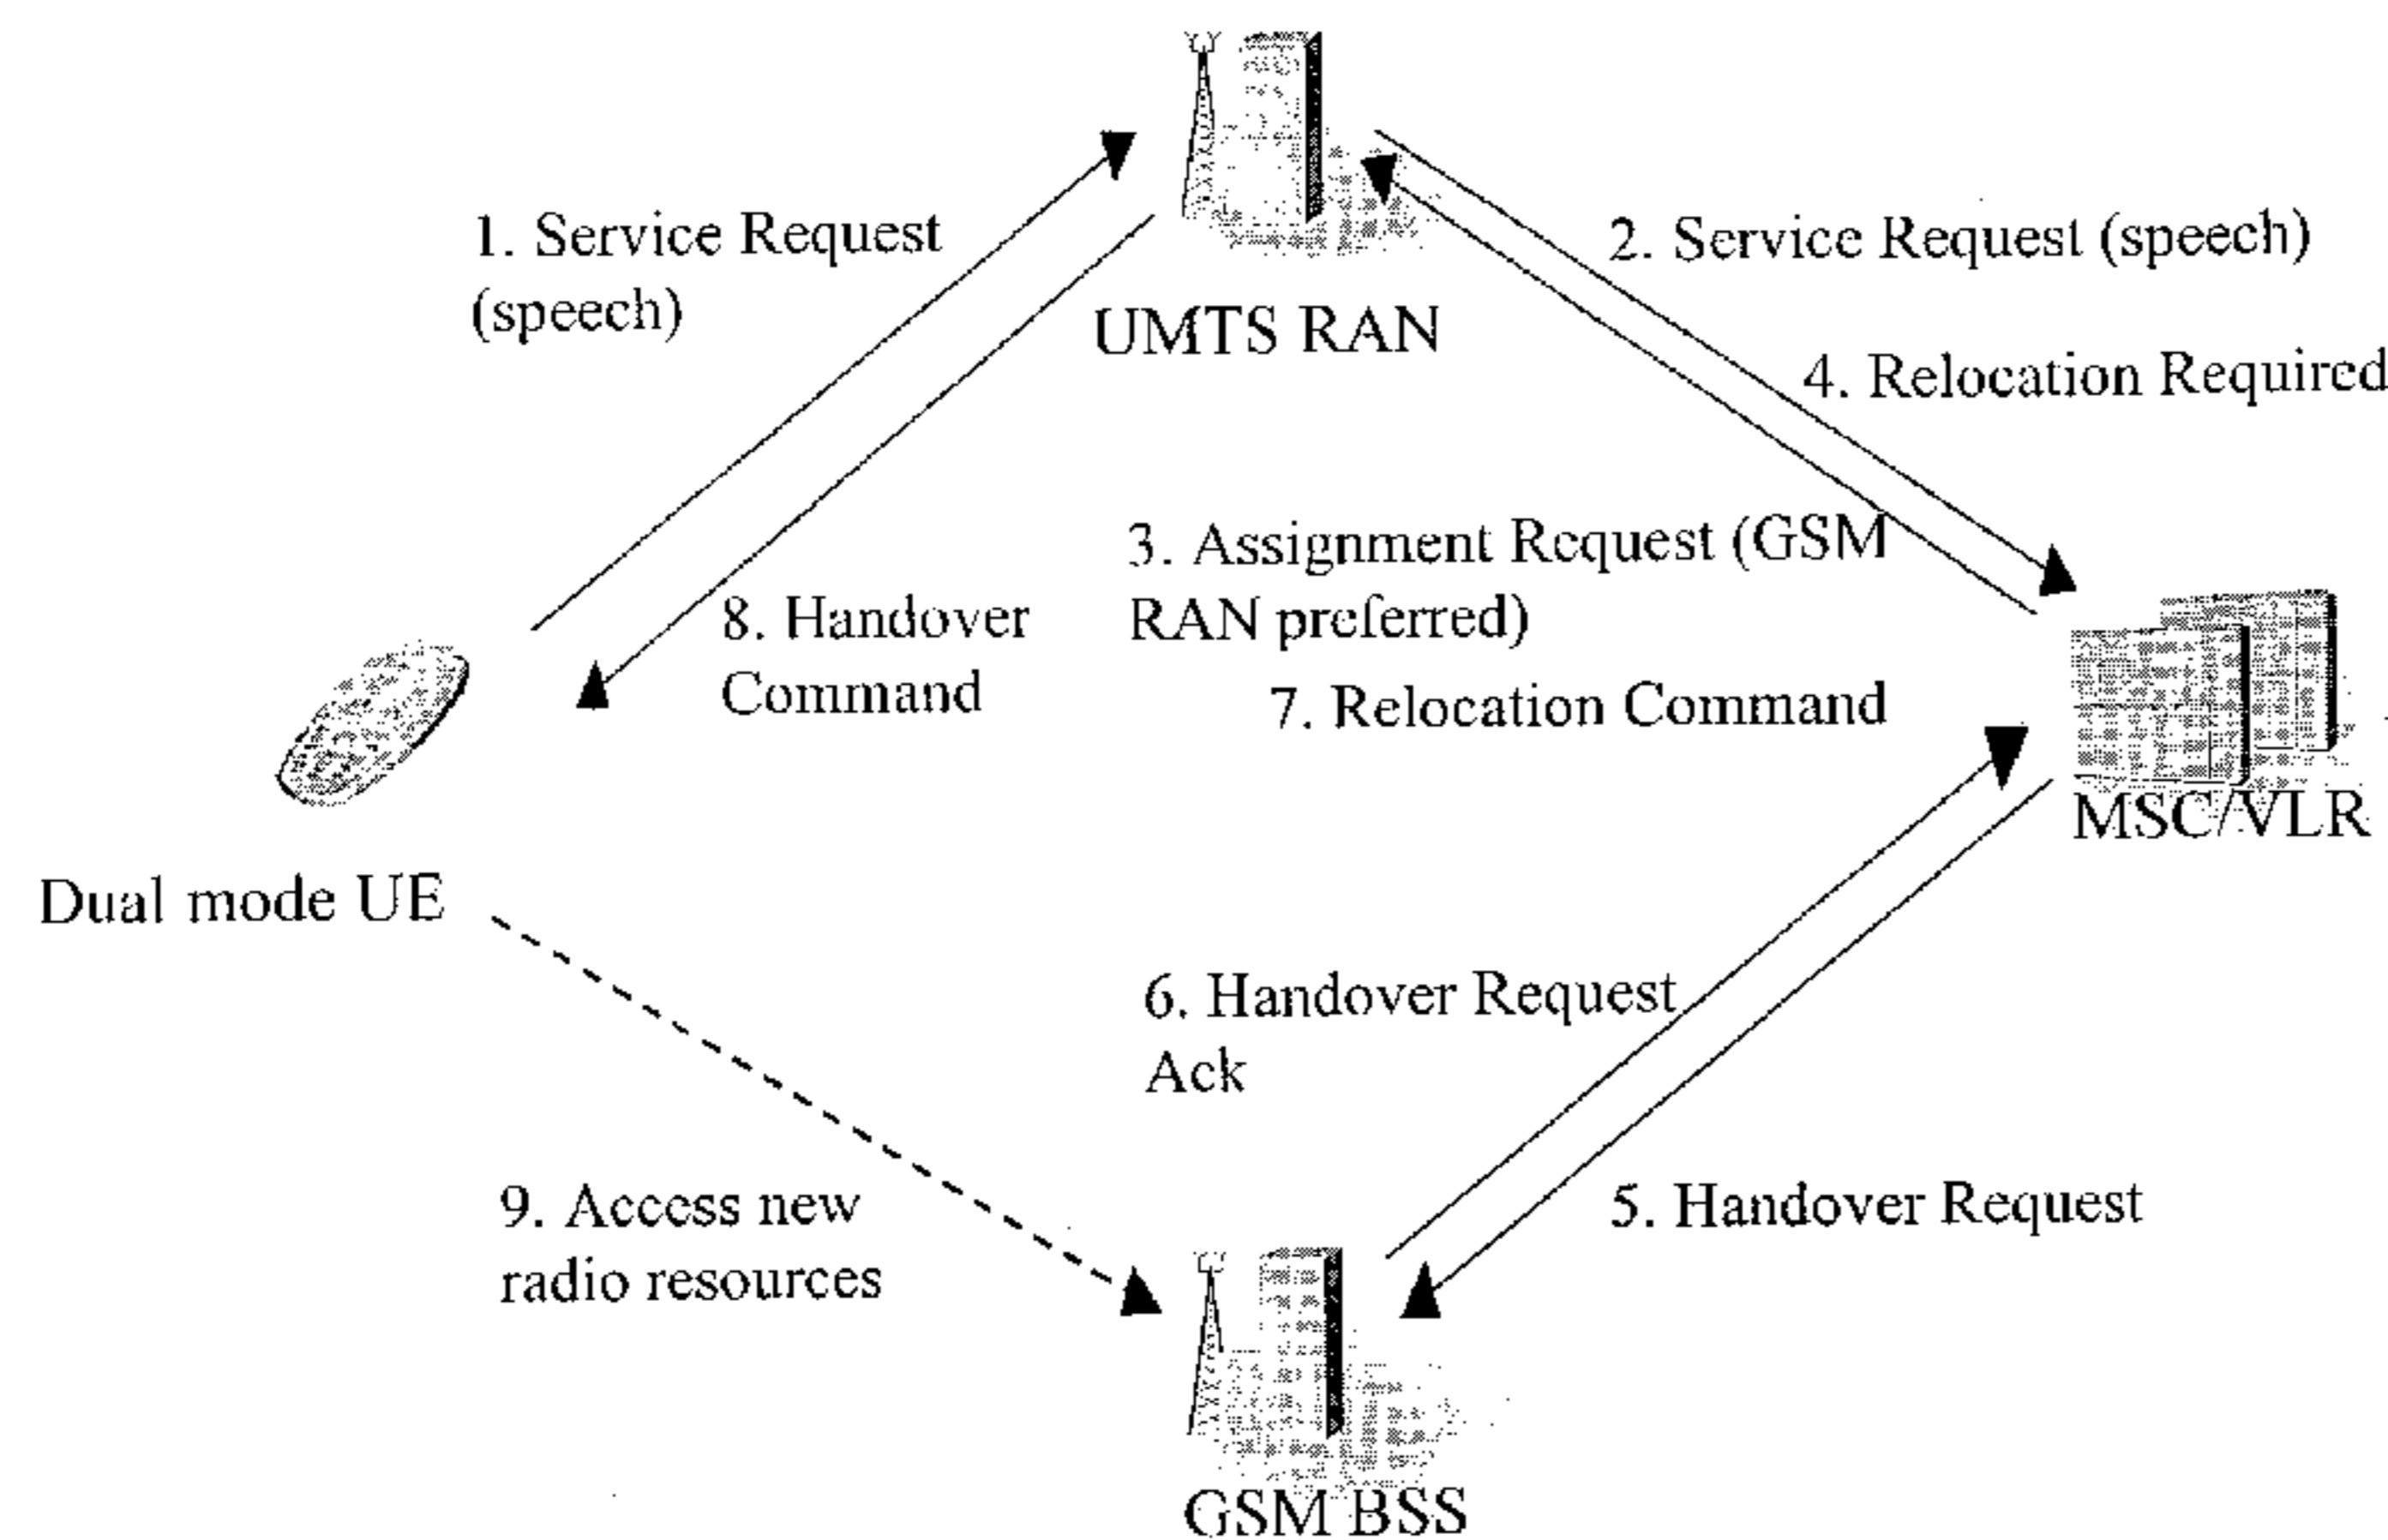 1. Service Request
(speech)
2. Service Request (speech)
UMTS RAN
4. Relocation Required
3. Assignment Request (GSM
RAN preferred)
8. Handover
Command
7. Relocation Command
MSC/VLR
Dual mode UE
6. Handover Request
Ack
9. Access new
radio resources
5. Handover Request
GSM BSS